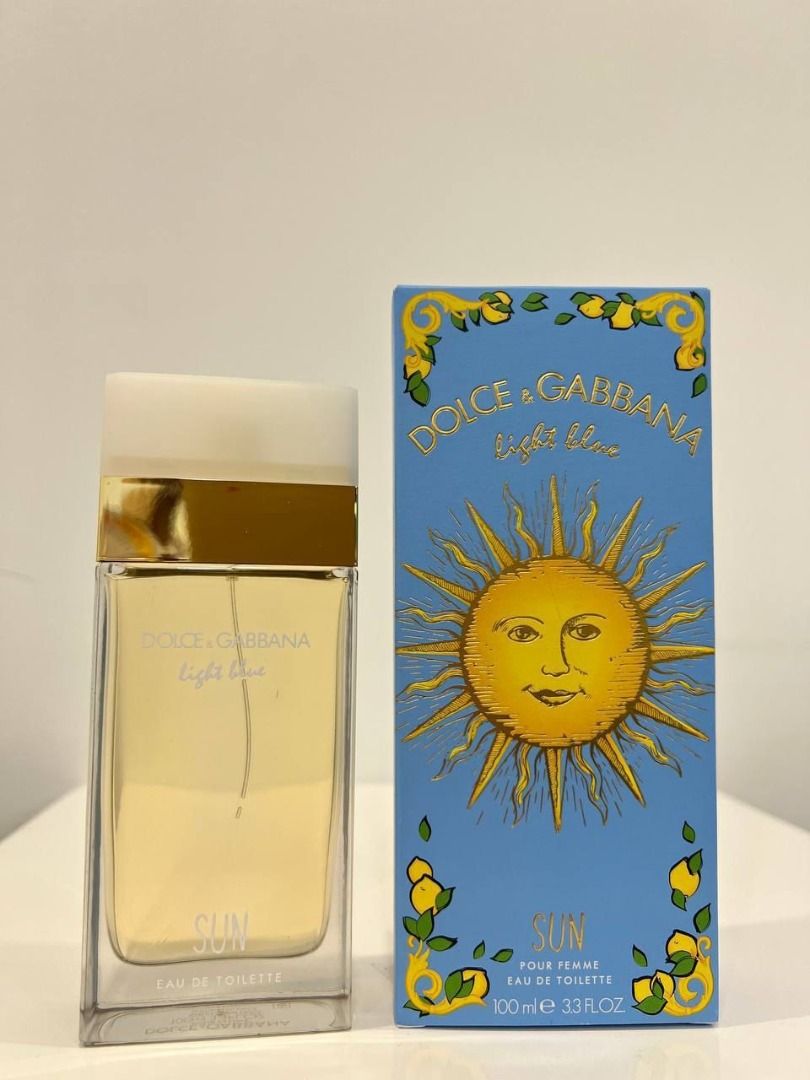 DOLCE & GABBANA
light blue
SUN
EAU DE TOILETTE
DOLCE & GABBANA
light blue
SUN
POUR FEMME
EAU DE TOILETTE
100 ml e 3.3 FL.OZ.